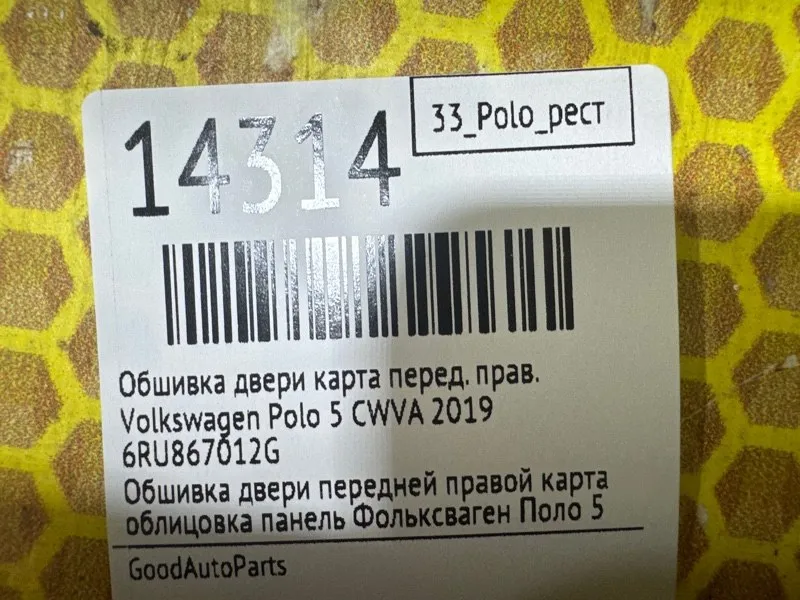 14314
33_Polo_рест
Обшивка двери карта перед. прав.
Volkswagen Polo 5 CWVA 2019
6RU867012G
Обшивка двери передней правой карта
облицовка панель Фольксваген Поло 5
GoodAutoParts